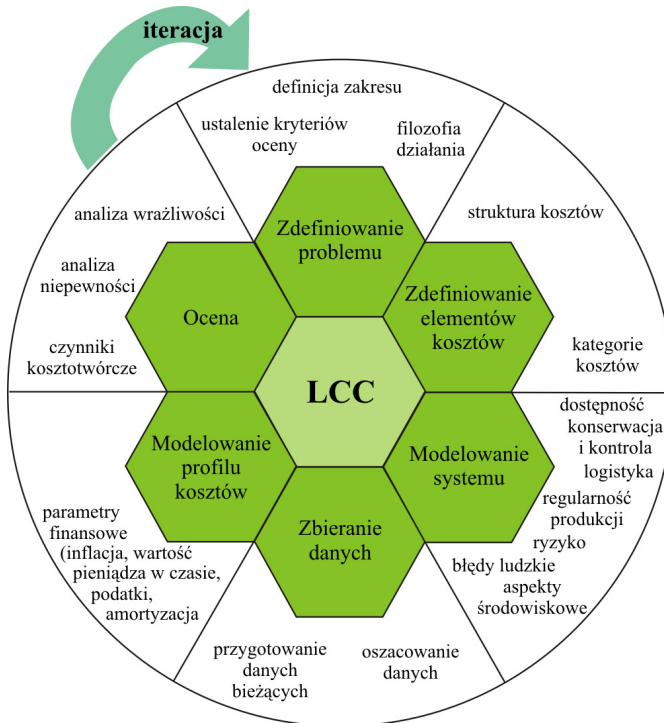 iteracja
definicja zakresu
ustalenie kryteriów
oceny
filozofia
działania
Zdefiniowanie
problemu
struktura kosztów
kategorie
kosztów
Zdefiniowanie
elementów
kosztów
dostępność
konserwacja
i kontrola
logistyka
regularność
produkcji
ryzyko
błędy ludzkie
aspekty
środowiskowe
Modelowanie
systemu
Zbieranie
danych
oszacowanie
danych
przygotowanie
danych
bieżących
Modelowanie
profilu
kosztów
parametry
finansowe
(inflacja, wartość
pieniądza w czasie,
podatki,
amortyzacja
Ocena
analiza wrażliwości
analiza
niepewności
czynniki
kosztotwórcze
LCC